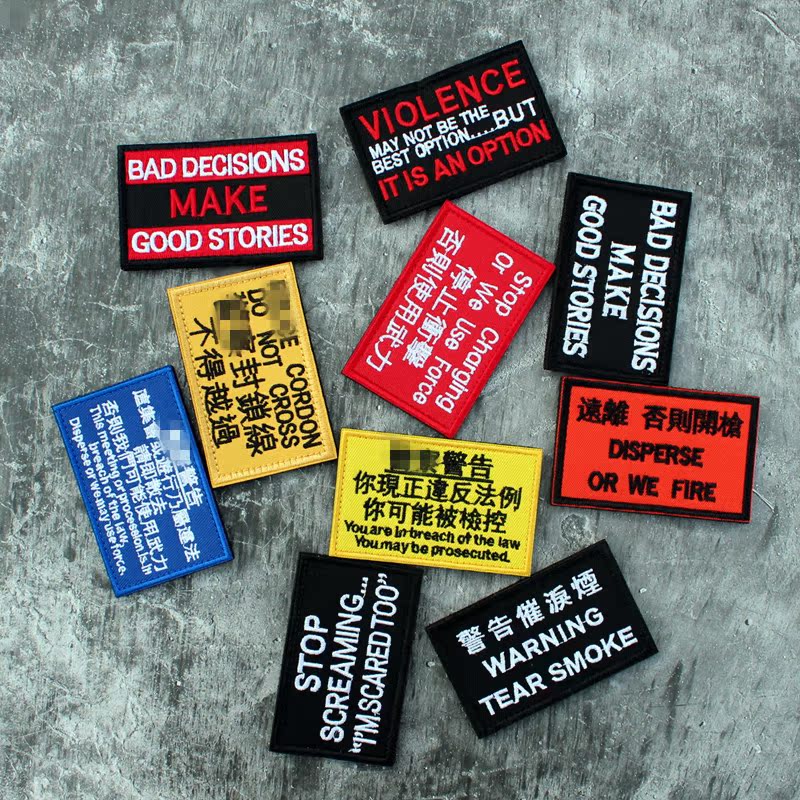 VIOLENCE
MAY NOT BE THE
BEST OPTION....BUT
IT IS AN OPTION
BAD DECISIONS
MAKE
GOOD STORIES
BAD DECISIONS
MAKE
GOOD STORIES
Stop Charging
or We Use Force
停止衝擊
否則使用武力
E CORDON
DO NOT CROSS
封鎖線
不得越過
遠離 否則開槍
DISPERSE
OR WE FIRE
警告
This meeting or procession is in
breach of the law,
Disperse or we may use force.
否則我們可能使用武力
警告
你現正違反法例
你可能被檢控
You are in breach of the law
You may be prosecuted.
STOP
SCREAMING...
"I'M SCARED TOO"
警告催淚煙
WARNING
TEAR SMOKE